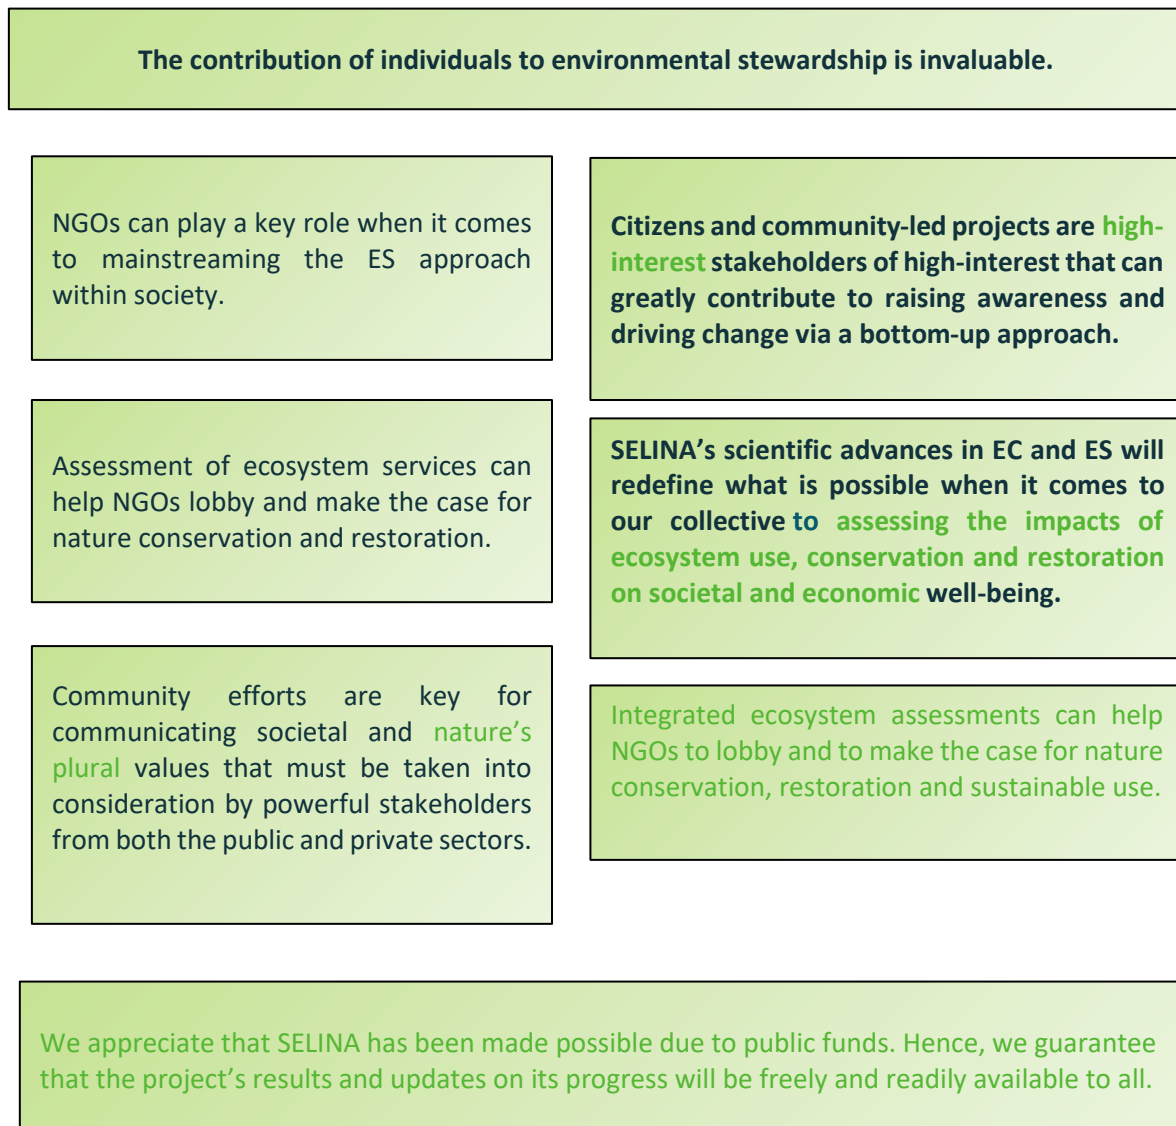 The contribution of individuals to environmental stewardship is invaluable.
NGOs can play a key role when it comes
to mainstreaming the ES approach
within society.
Citizens and community-led projects are high-
interest stakeholders of high-interest that can
greatly contribute to raising awareness and
driving change via a bottom-up approach.
Assessment of ecosystem services can
help NGOs lobby and make the case for
nature conservation and restoration.
SELINA’s scientific advances in EC and ES will
redefine what is possible when it comes to
our collective to assessing the impacts of
ecosystem use, conservation and restoration
on societal and economic well-being.
Community efforts are key for
communicating societal and nature’s
plural values that must be taken into
consideration by powerful stakeholders
from both the public and private sectors.
Integrated ecosystem assessments can help
NGOs to lobby and to make the case for nature
conservation, restoration and sustainable use.
We appreciate that SELINA has been made possible due to public funds. Hence, we guarantee
that the project’s results and updates on its progress will be freely and readily available to all.